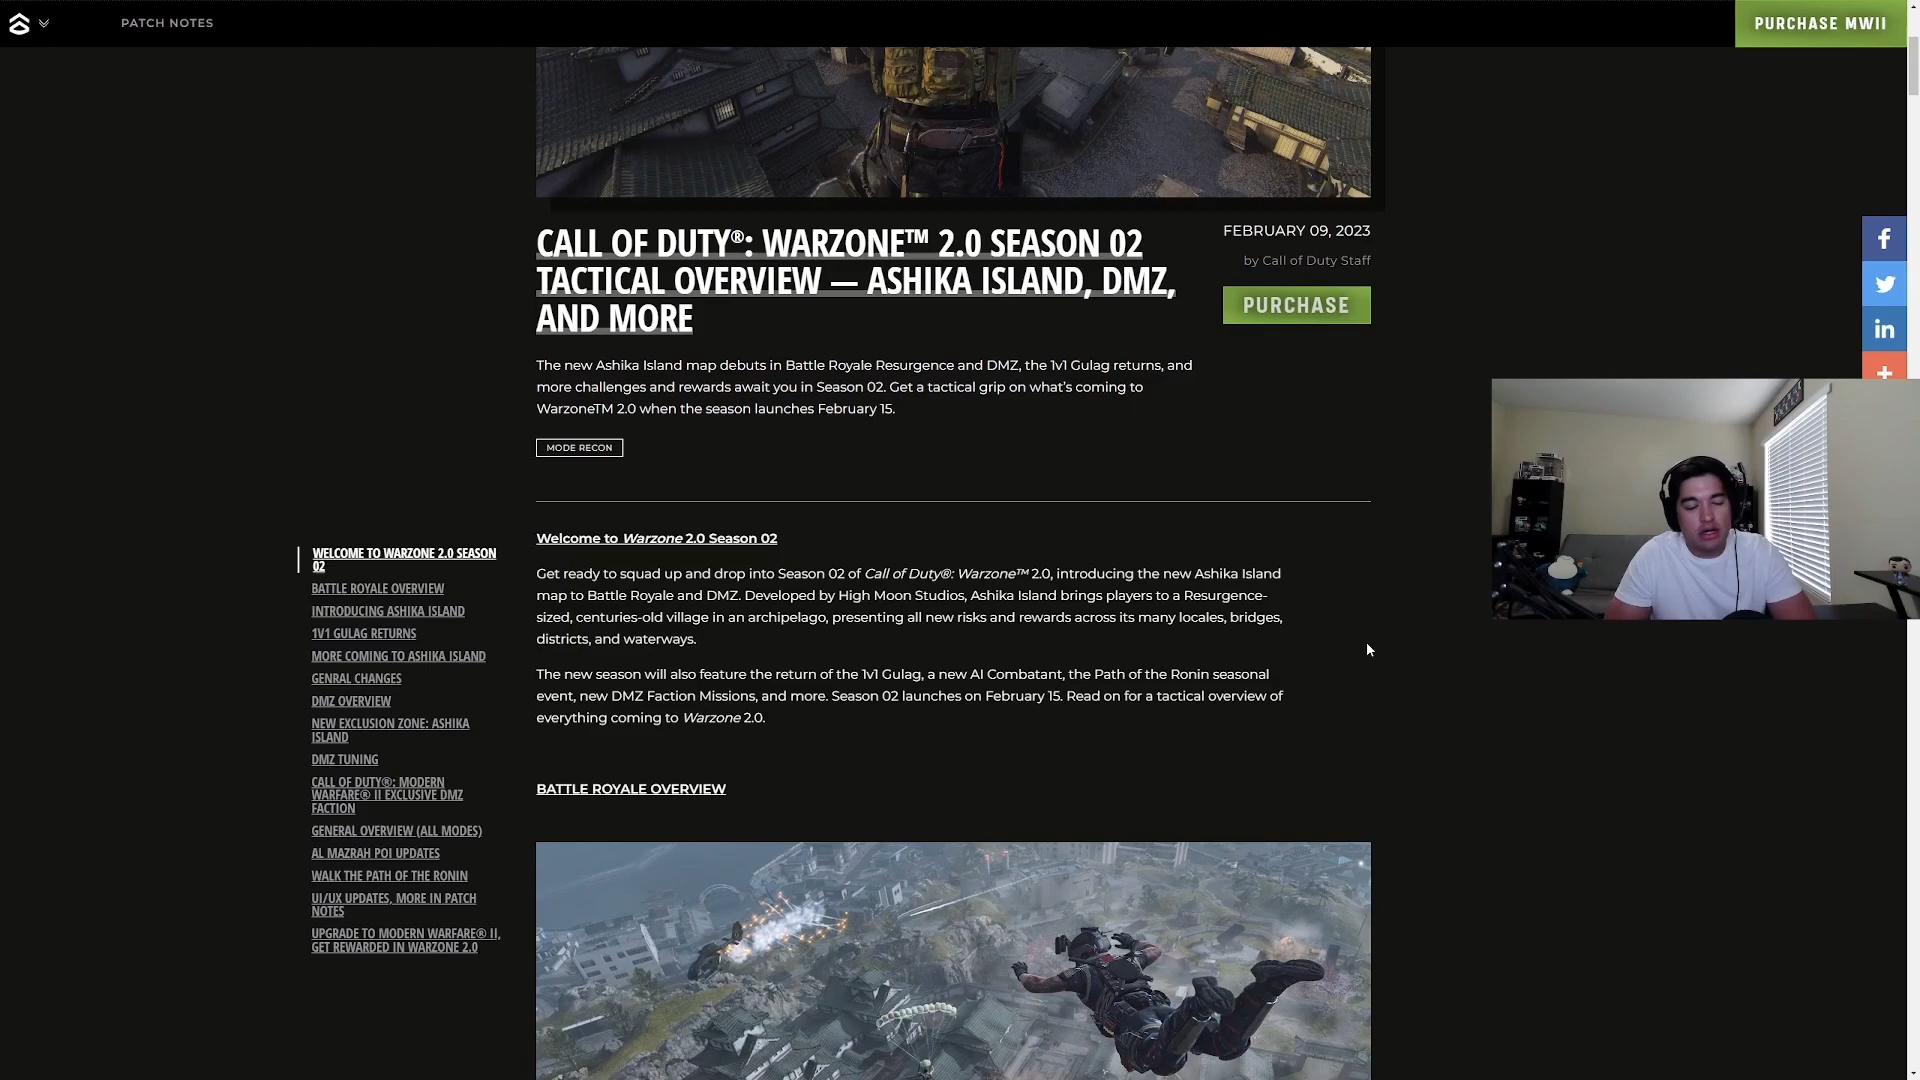 PATCH NOTES
PURCHASE MWII
CALL OF DUTY®: WARZONE™ 2.0 SEASON 02
TACTICAL OVERVIEW — ASHIKA ISLAND, DMZ,
AND MORE
FEBRUARY 09, 2023
by Call of Duty Staff
PURCHASE
The new Ashika Island map debuts in Battle Royale Resurgence and DMZ, the 1v1 Gulag returns, and
more challenges and rewards await you in Season 02. Get a tactical grip on what's coming to
WarzoneTM 2.0 when the season launches February 15.
MODE RECON
WELCOME TO WARZONE 2.0 SEASON
02
BATTLE ROYALE OVERVIEW
INTRODUCING ASHIKA ISLAND
1V1 GULAG RETURNS
MORE COMING TO ASHIKA ISLAND
GENRAL CHANGES
DMZ OVERVIEW
NEW EXCLUSION ZONE: ASHIKA
ISLAND
DMZ TUNING
CALL OF DUTY®: MODERN
WARFARE® II EXCLUSIVE DMZ
FACTION
GENERAL OVERVIEW (ALL MODES)
AL MAZRAH POI UPDATES
WALK THE PATH OF THE RONIN
UI/UX UPDATES, MORE IN PATCH
NOTES
UPGRADE TO MODERN WARFARE® II,
GET REWARDED IN WARZONE 2.0
Welcome to Warzone 2.0 Season 02
Get ready to squad up and drop into Season 02 of Call of Duty®: Warzone™ 2.0, introducing the new Ashika Island
map to Battle Royale and DMZ. Developed by High Moon Studios, Ashika Island brings players to a Resurgence-
sized, centuries-old village in an archipelago, presenting all new risks and rewards across its many locales, bridges,
districts, and waterways.
The new season will also feature the return of the 1v1 Gulag, a new AI Combatant, the Path of the Ronin seasonal
event, new DMZ Faction Missions, and more. Season 02 launches on February 15. Read on for a tactical overview of
everything coming to Warzone 2.0.
BATTLE ROYALE OVERVIEW